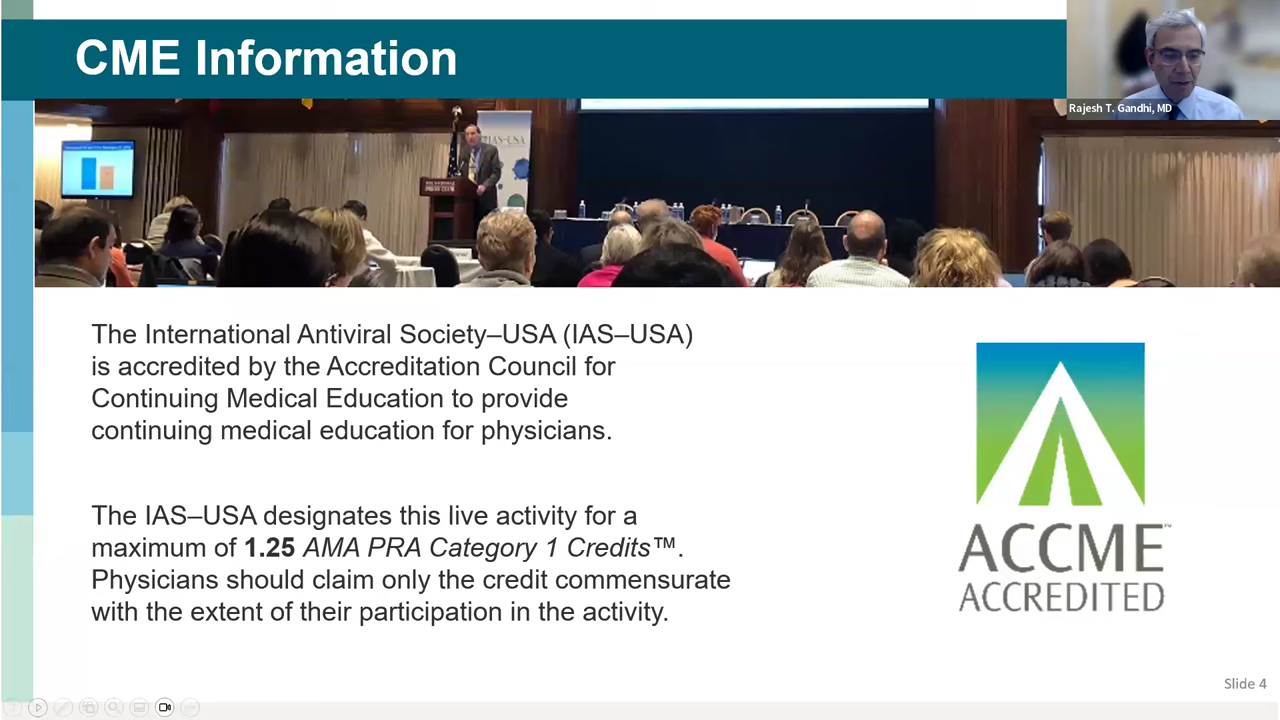 CME Information
Rajesh T. Gandhi, MD
IAS-USA
The International Antiviral Society–USA (IAS–USA)
is accredited by the Accreditation Council for
Continuing Medical Education to provide
continuing medical education for physicians.
The IAS–USA designates this live activity for a
maximum of 1.25 AMA PRA Category 1 Credits™.
Physicians should claim only the credit commensurate
with the extent of their participation in the activity.
ACCME™
ACCREDITED
Slide 4